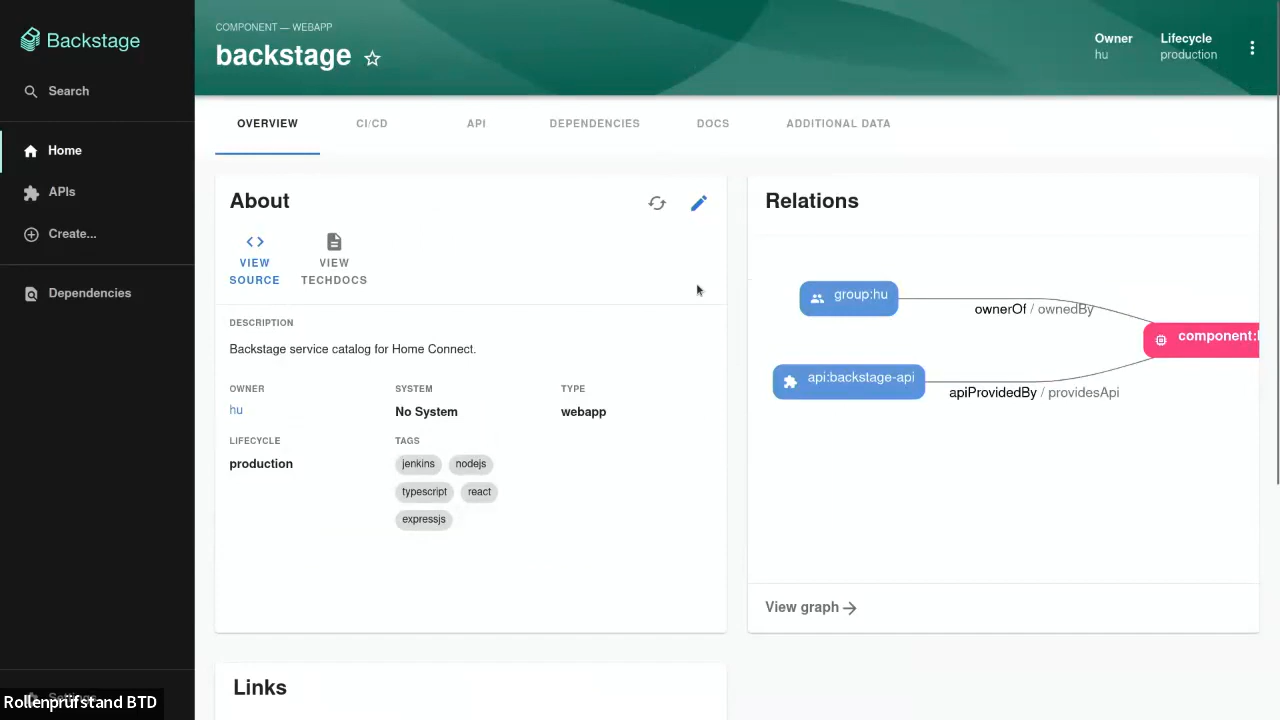 Backstage
Search
Home
APIs
Create...
Dependencies
Settings
Rollenprüfstand BTD
COMPONENT — WEBAPP
backstage
Owner
hu
Lifecycle
production
OVERVIEW
CI/CD
API
DEPENDENCIES
DOCS
ADDITIONAL DATA
About
VIEW
SOURCE
VIEW
TECHDOCS
DESCRIPTION
Backstage service catalog for Home Connect.
OWNER
hu
SYSTEM
No System
TYPE
webapp
LIFECYCLE
production
TAGS
jenkins
nodejs
typescript
react
expressjs
Relations
group:hu
ownerOf / ownedBy
component:
api:backstage-api
apiProvidedBy / providesApi
View graph
Links